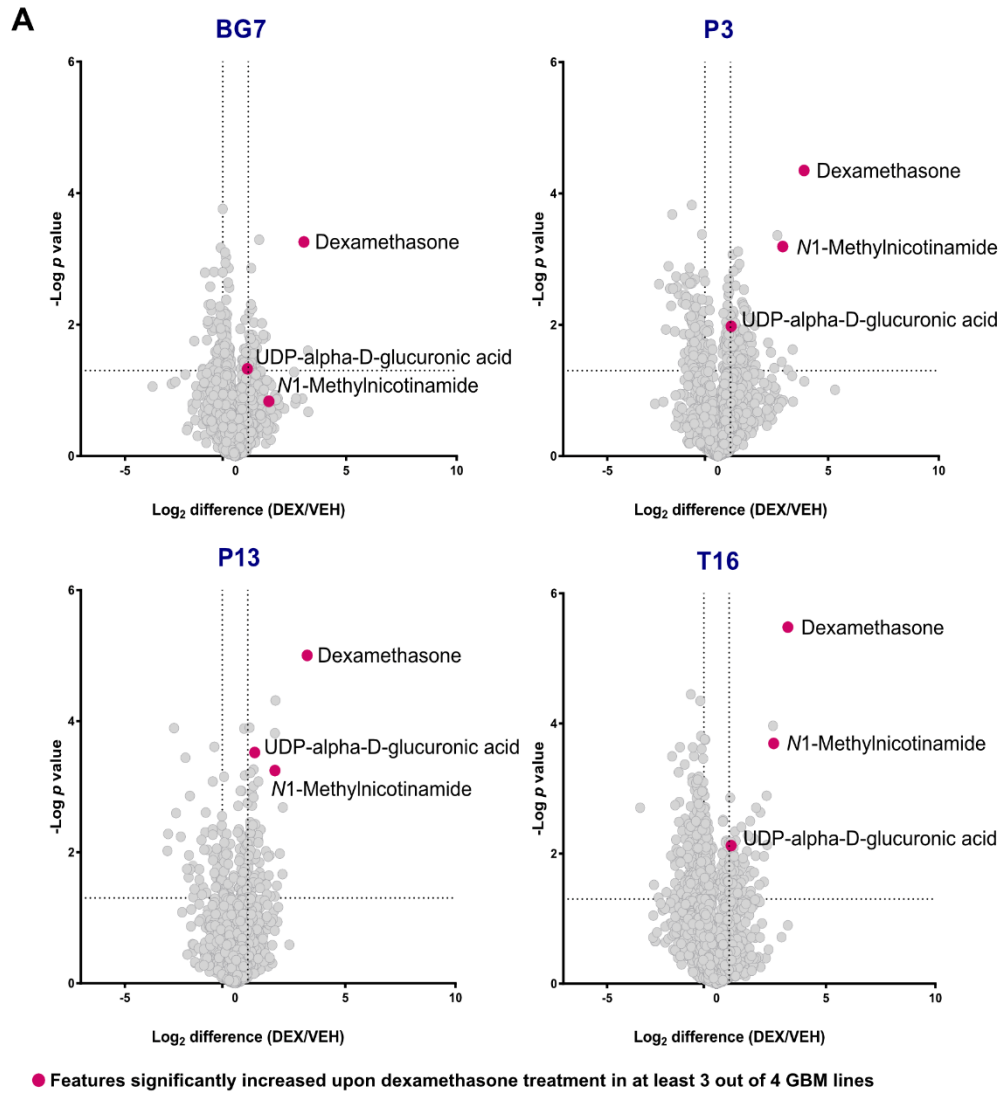 A
BG7
6
4
2
0
-5
0
5
10
-Log p value
Log₂ difference (DEX/VEH)
Dexamethasone
UDP-alpha-D-glucuronic acid
N1-Methylnicotinamide
P3
6
4
2
0
-5
0
5
10
-Log p value
Log₂ difference (DEX/VEH)
Dexamethasone
N1-Methylnicotinamide
UDP-alpha-D-glucuronic acid
P13
6
4
2
0
-5
0
5
10
-Log p value
Log₂ difference (DEX/VEH)
Dexamethasone
UDP-alpha-D-glucuronic acid
N1-Methylnicotinamide
T16
6
4
2
0
-5
0
5
10
-Log p value
Log₂ difference (DEX/VEH)
Dexamethasone
N1-Methylnicotinamide
UDP-alpha-D-glucuronic acid
Features significantly increased upon dexamethasone treatment in at least 3 out of 4 GBM lines